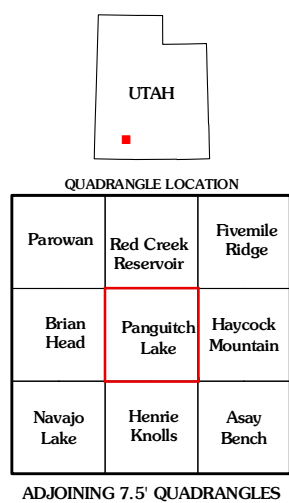 UTAH
QUADRANGLE LOCATION
Parowan
Red Creek
Reservoir
Fivemile
Ridge
Brian
Head
Panguitch
Lake
Haycock
Mountain
Navajo
Lake
Henrie
Knolls
Asay
Bench
ADJOINING 7.5' QUADRANGLES